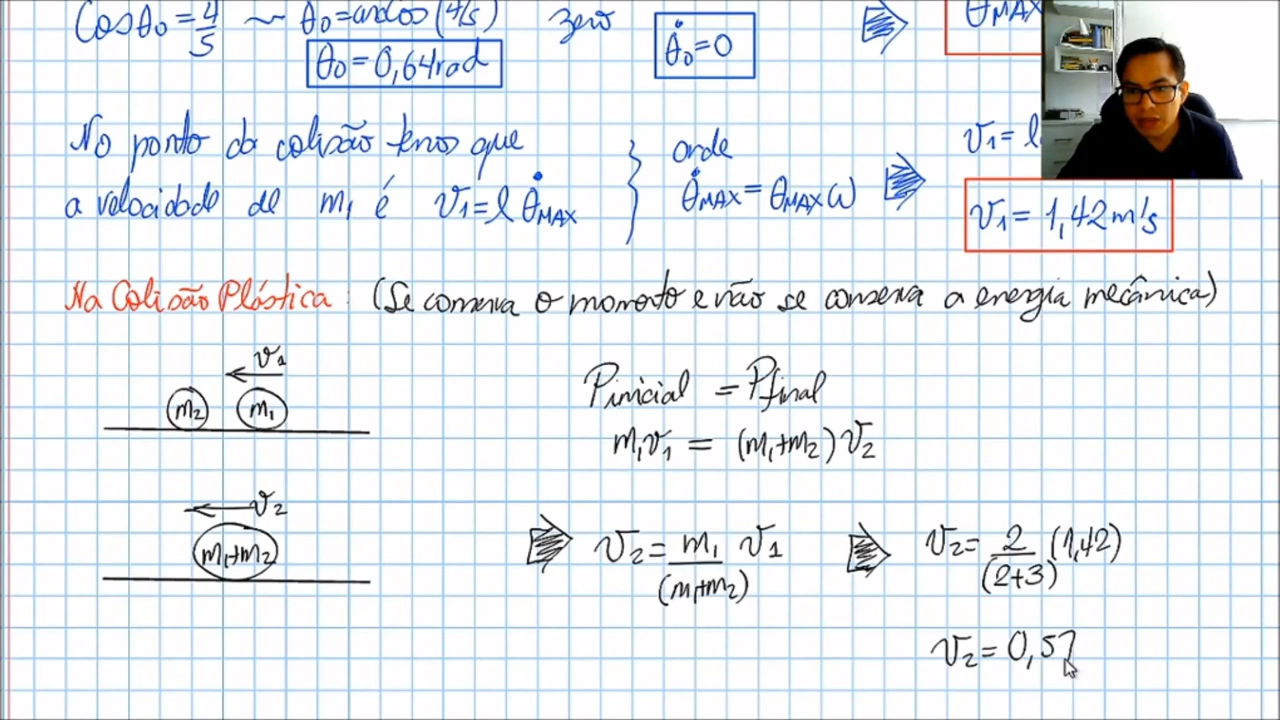 Cosθ0 = 4/5 ~ θ0 = arccos (4/5) zero θ̇0 = 0 θMAX
θ0 = 0,64 rad
No ponto da colisão temos que
a velocidade de m1 é v1 = l θ̇MAX
onde
θ̇MAX = θMAX ω
v1 = l
v1 = 1,42 m/s
Na Colisão Plástica: (Se conserva o momento e não se conserva a energia mecânica)
v1
m2 m1
Pinicial = Pfinal
m1v1 = (m1+m2) v2
v2
m1+m2
v2 = m1/(m1+m2) v1
v2 = 2/(2+3) (1,42)
v2 = 0,57